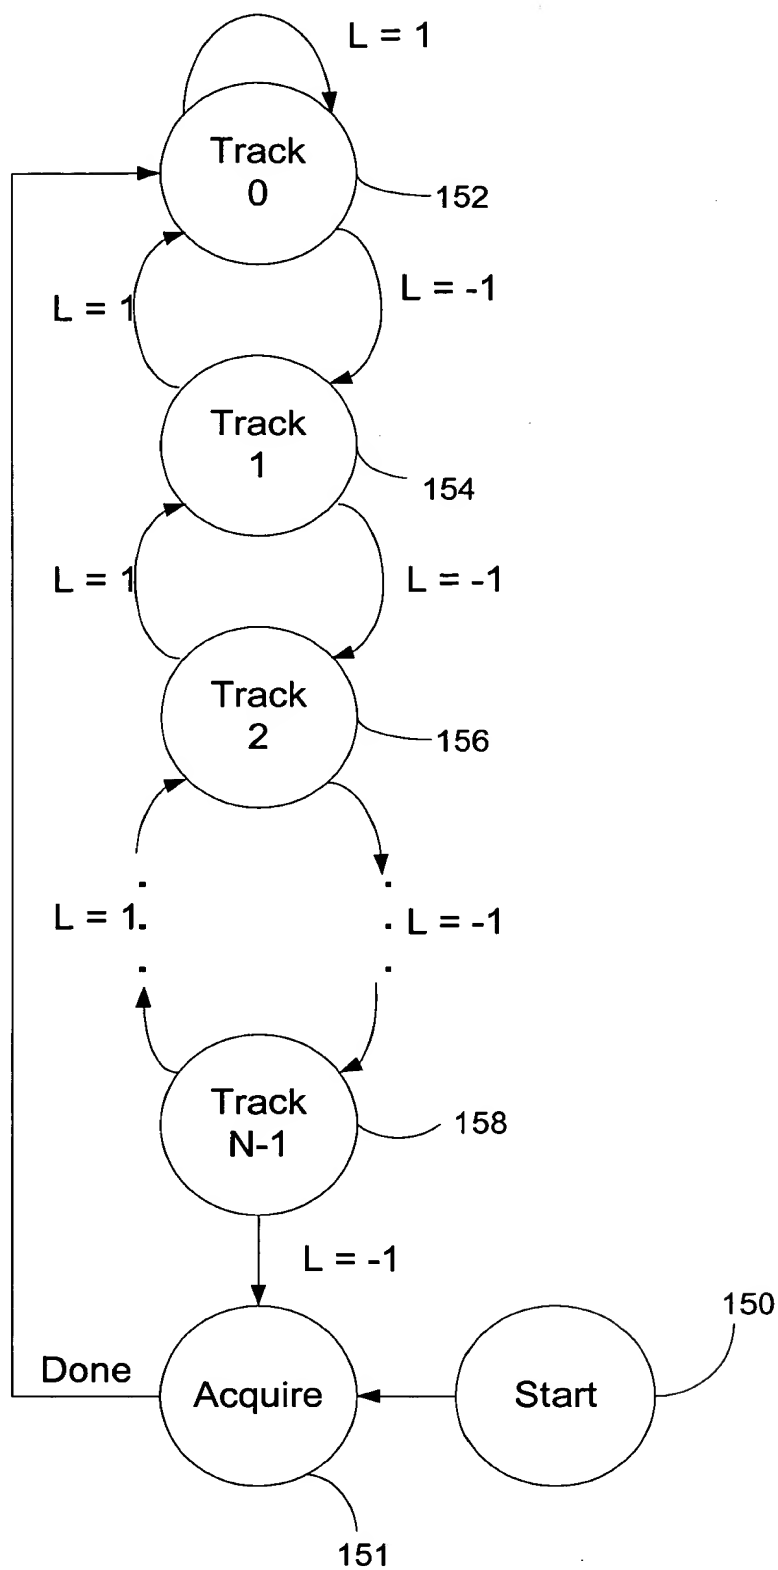 L = 1
Track
0
152
L = 1
L = -1
Track
1
154
L = 1
L = -1
Track
2
156
L = 1
L = -1
Track
N-1
158
L = -1
150
Done
Acquire
Start
151